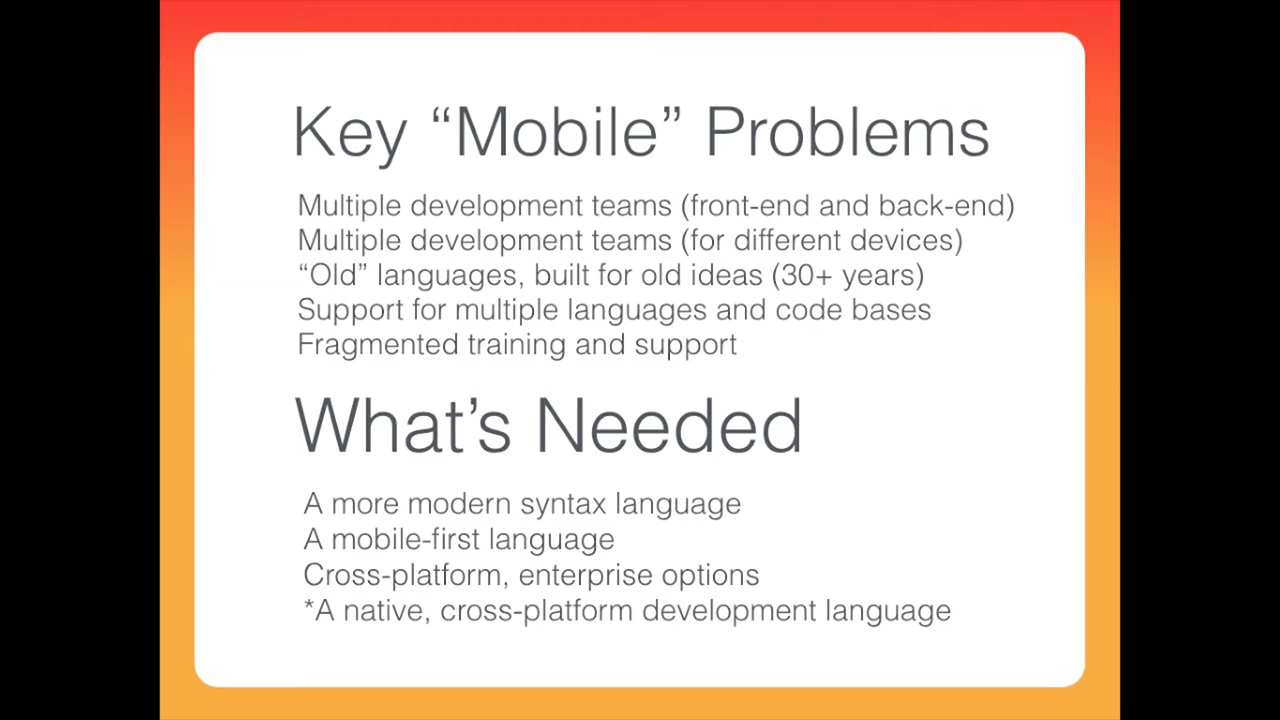 Key “Mobile” Problems
Multiple development teams (front-end and back-end)
Multiple development teams (for different devices)
“Old” languages, built for old ideas (30+ years)
Support for multiple languages and code bases
Fragmented training and support
What’s Needed
A more modern syntax language
A mobile-first language
Cross-platform, enterprise options
*A native, cross-platform development language